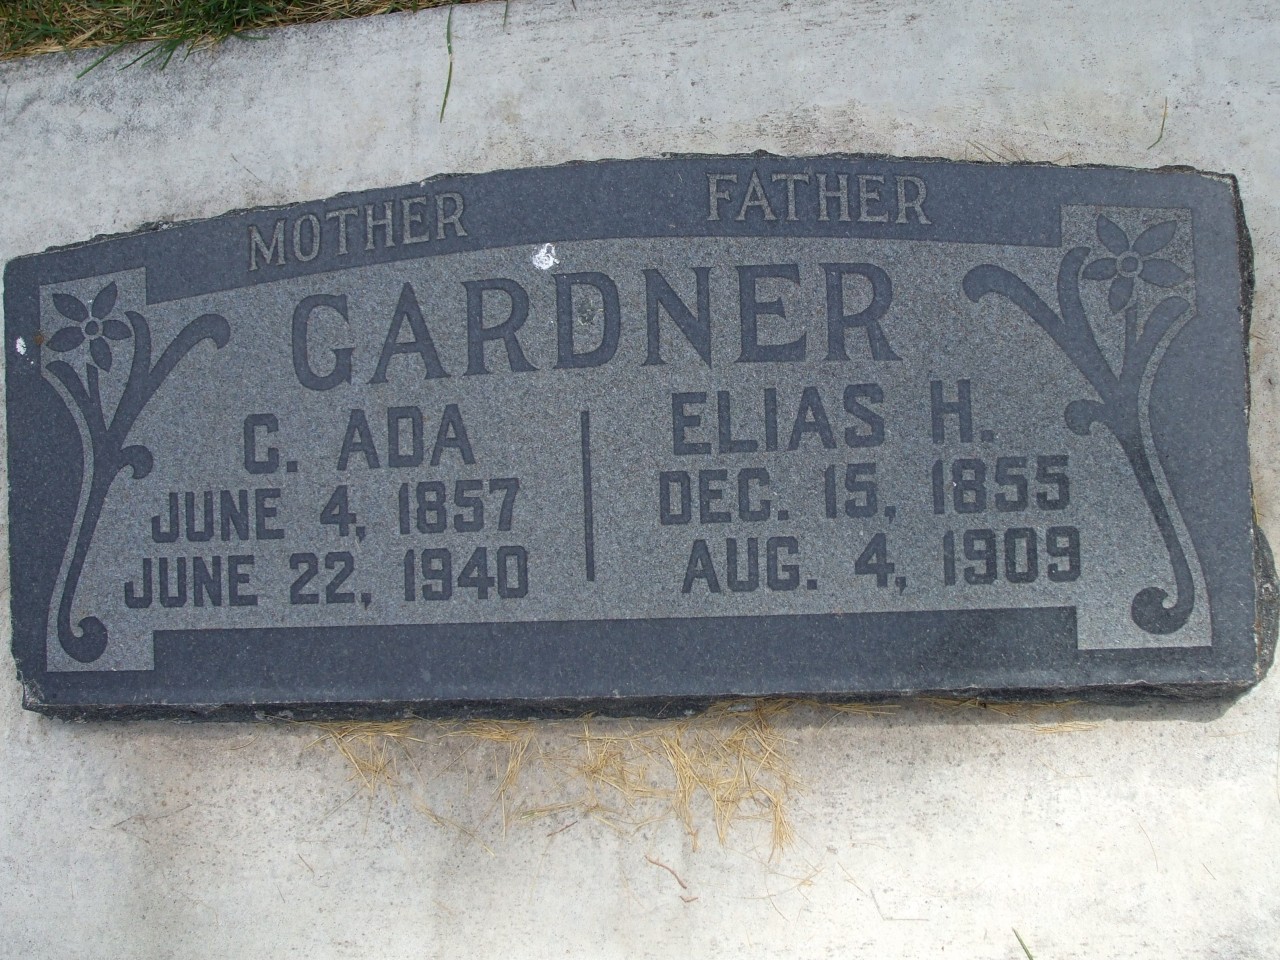 MOTHER FATHER
GARDNER
C. ADA
JUNE 4, 1857
JUNE 22, 1940
ELIAS H.
DEC. 15, 1855
AUG. 4, 1909